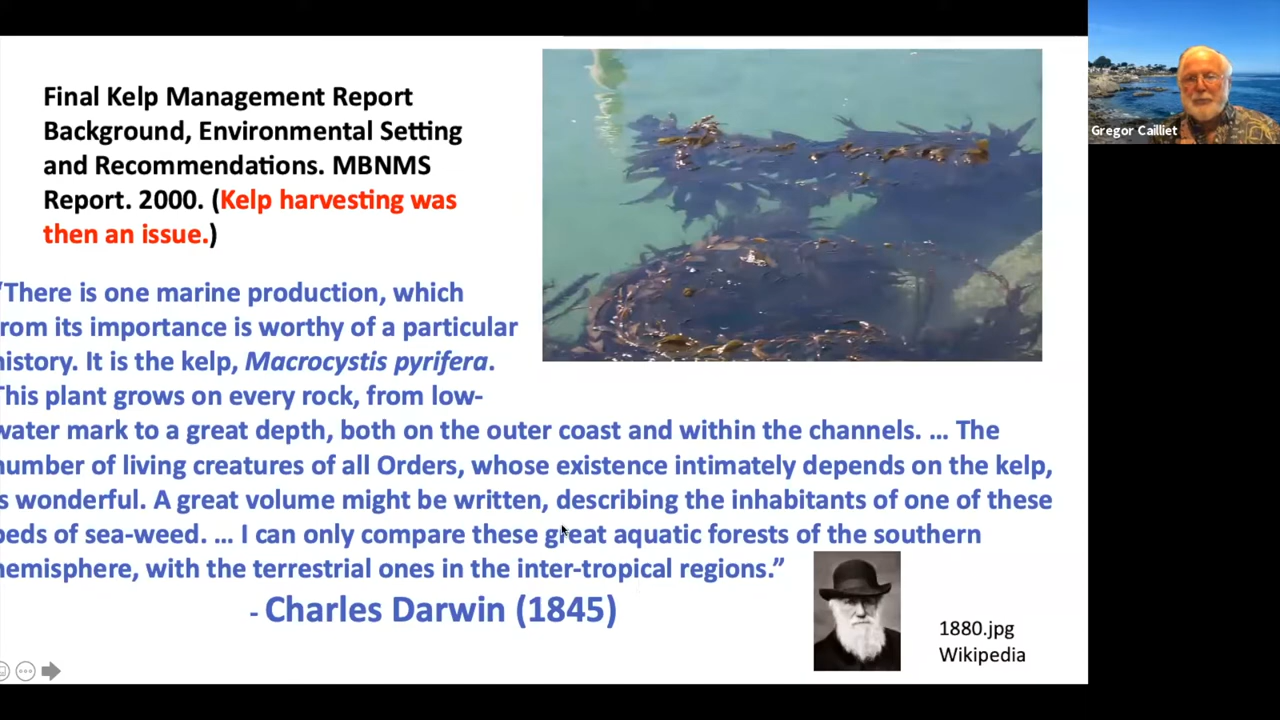 Final Kelp Management Report
Background, Environmental Setting
and Recommendations. MBNMS
Report. 2000. (Kelp harvesting was
then an issue.)
“There is one marine production, which
rom its importance is worthy of a particular
history. It is the kelp, Macrocystis pyrifera.
This plant grows on every rock, from low-
water mark to a great depth, both on the outer coast and within the channels. … The
number of living creatures of all Orders, whose existence intimately depends on the kelp,
is wonderful. A great volume might be written, describing the inhabitants of one of these
beds of sea-weed. … I can only compare these great aquatic forests of the southern
hemisphere, with the terrestrial ones in the inter-tropical regions.”
- Charles Darwin (1845)
1880.jpg
Wikipedia
Gregor Cailliet